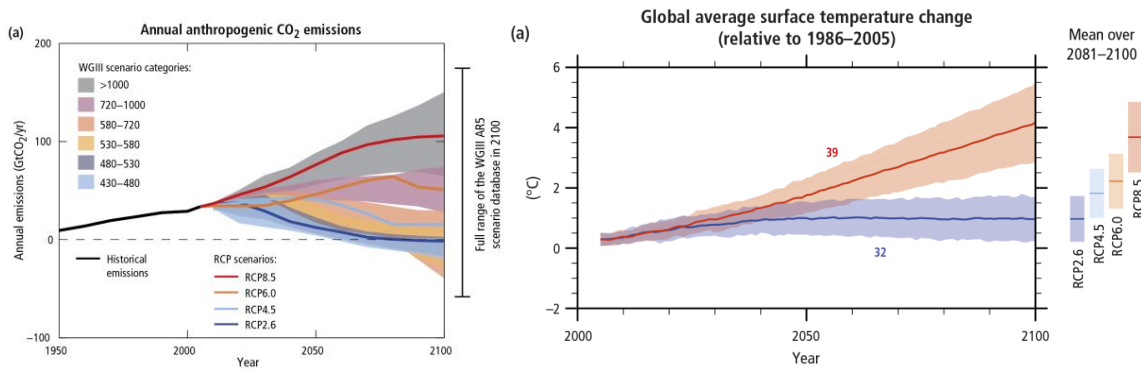 (a)
Annual anthropogenic CO₂ emissions
200
100
0
−100
Annual emissions (GtCO₂/yr)
WGIII scenario categories:
>1000
720–1000
580–720
530–580
480–530
430–480
Historical
emissions
RCP scenarios:
RCP8.5
RCP6.0
RCP4.5
RCP2.6
1950
2000
2050
2100
Year
Full range of the WGIII AR5
scenario database in 2100
(a)
Global average surface temperature change
(relative to 1986–2005)
6
4
2
0
−2
(°C)
39
32
2000
2050
2100
Year
Mean over
2081–2100
RCP2.6
RCP4.5
RCP6.0
RCP8.5